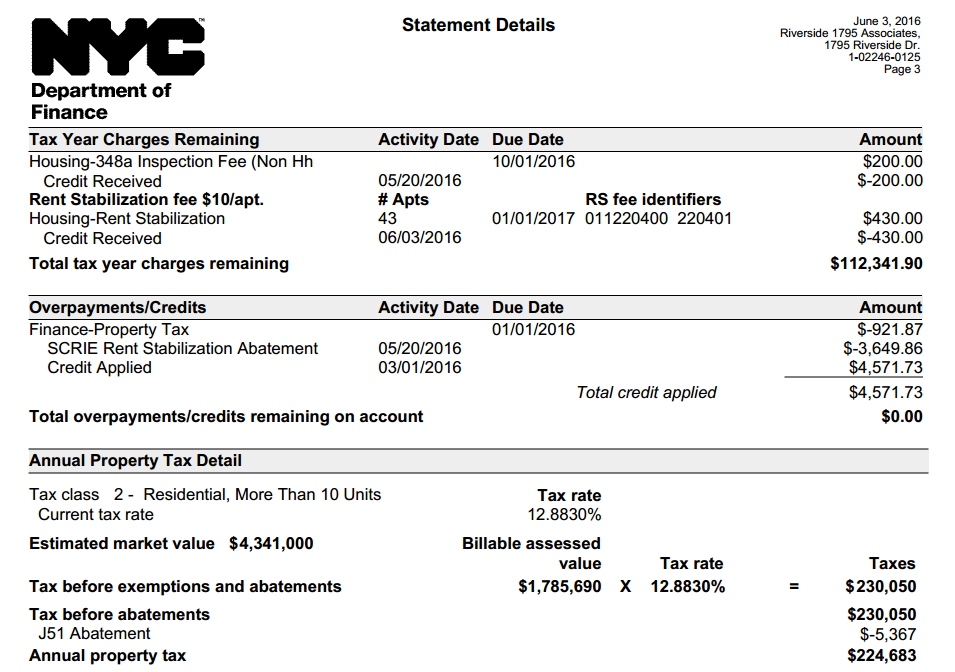 NYC™
Department of
Finance
Statement Details
June 3, 2016
Riverside 1795 Associates,
1795 Riverside Dr.
1-02246-0125
Page 3
Tax Year Charges Remaining Activity Date Due Date Amount
Housing-348a Inspection Fee (Non Hh 10/01/2016 $200.00
Credit Received 05/20/2016 $-200.00
Rent Stabilization fee $10/apt. # Apts RS fee identifiers
Housing-Rent Stabilization 43 01/01/2017 011220400 220401 $430.00
Credit Received 06/03/2016 $-430.00
Total tax year charges remaining $112,341.90
Overpayments/Credits Activity Date Due Date Amount
Finance-Property Tax 01/01/2016 $-921.87
SCRIE Rent Stabilization Abatement 05/20/2016 $-3,649.86
Credit Applied 03/01/2016 $4,571.73
Total credit applied $4,571.73
Total overpayments/credits remaining on account $0.00
Annual Property Tax Detail
Tax class 2 - Residential, More Than 10 Units Tax rate
Current tax rate 12.8830%
Estimated market value $4,341,000 Billable assessed
value Tax rate Taxes
Tax before exemptions and abatements $1,785,690 X 12.8830% = $230,050
Tax before abatements $230,050
J51 Abatement $-5,367
Annual property tax $224,683